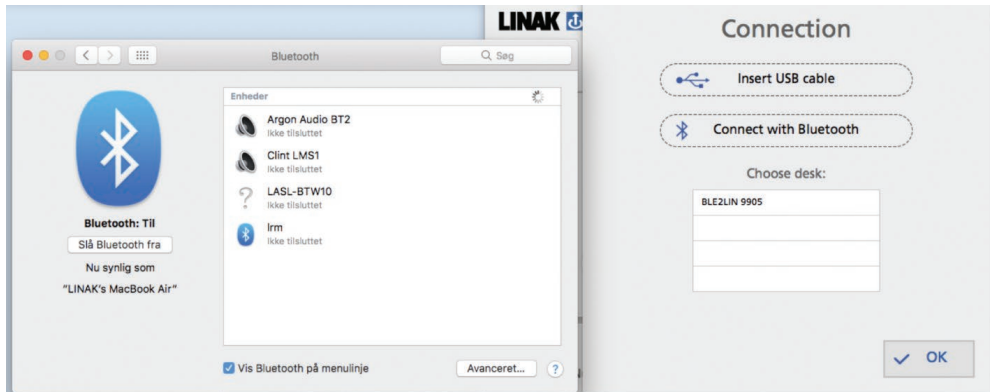 LINAK
Bluetooth
Søg
Enheder
Argon Audio BT2
Ikke tilsluttet
Clint LMS1
Ikke tilsluttet
LASL-BTW10
Ikke tilsluttet
Irm
Ikke tilsluttet
Bluetooth: Til
Slå Bluetooth fra
Nu synlig som
"LINAK's MacBook Air"
Vis Bluetooth på menulinje
Avanceret...
?
Connection
Insert USB cable
Connect with Bluetooth
Choose desk:
BLE2LIN 9905
OK